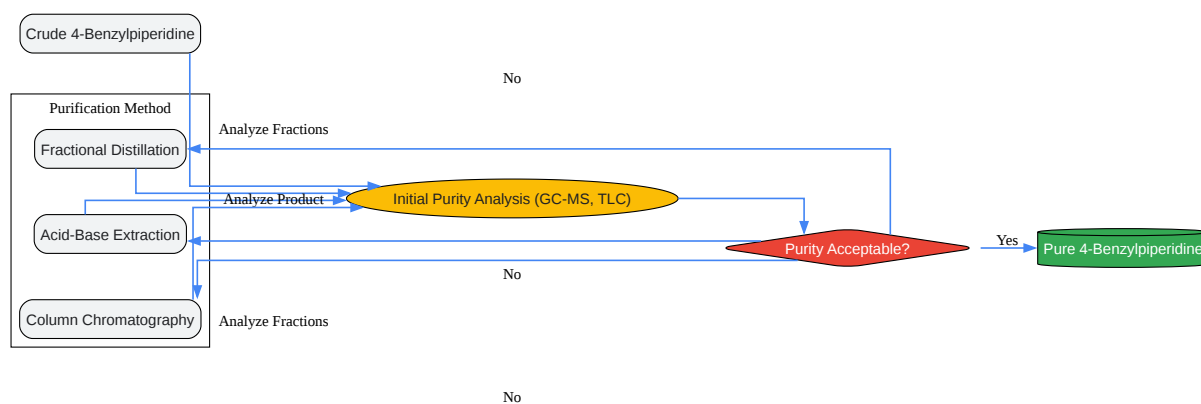 Crude 4-Benzylpiperidine
No
Purification Method
Analyze Fractions
Fractional Distillation
Analyze Product
Initial Purity Analysis (GC-MS, TLC)
Acid-Base Extraction
Purity Acceptable?
Yes
Pure 4-Benzylpiperidine
No
Column Chromatography
Analyze Fractions
No